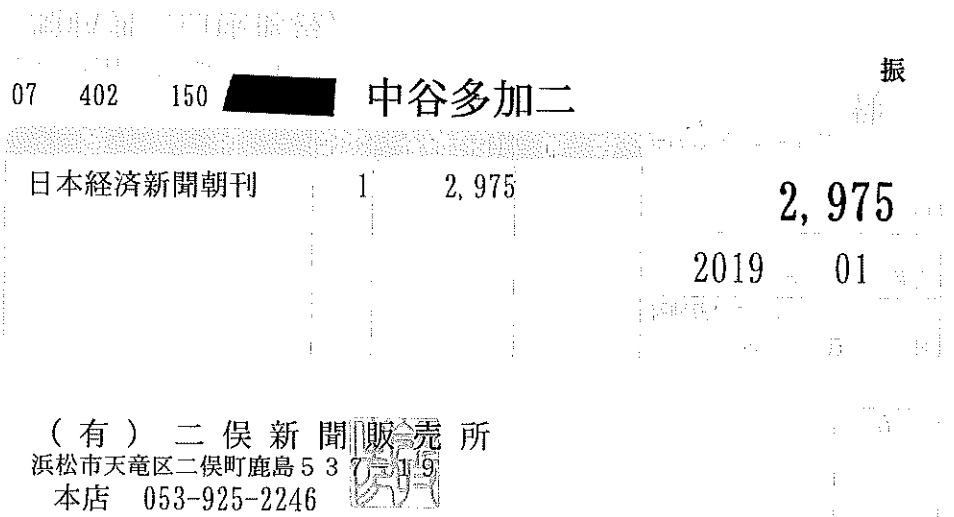 振
07 402 150 中谷多加二
日本経済新聞朝刊 1 2,975
2,975
2019 01
(有) 二俣新聞販売所
浜松市天竜区二俣町鹿島537-19
本店 053-925-2246